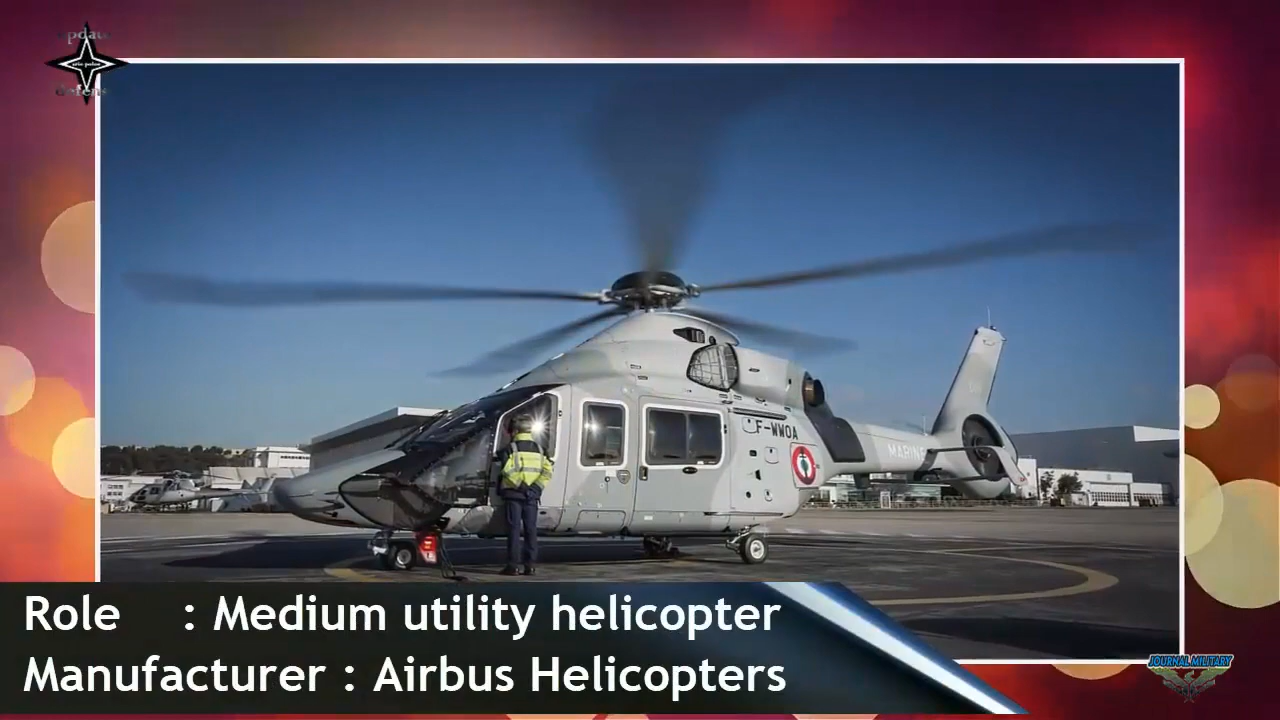 F-WWOA
MARINE
Role : Medium utility helicopter
Manufacturer : Airbus Helicopters
JOURNAL MILITARY